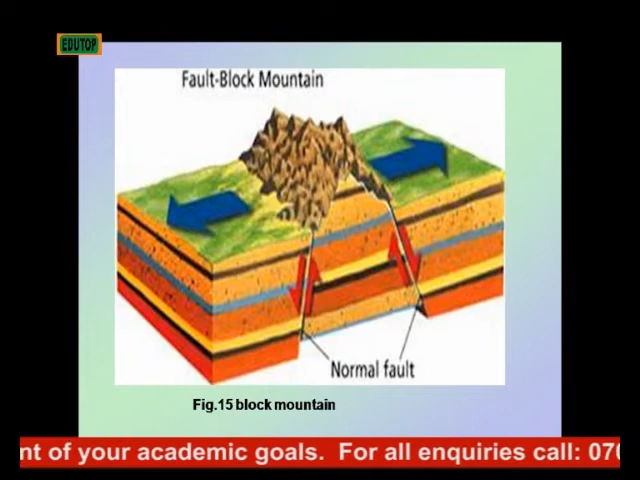 EDUTOP
Fault-Block Mountain
Normal fault
Fig.15 block mountain
nt of your academic goals. For all enquiries call: 070